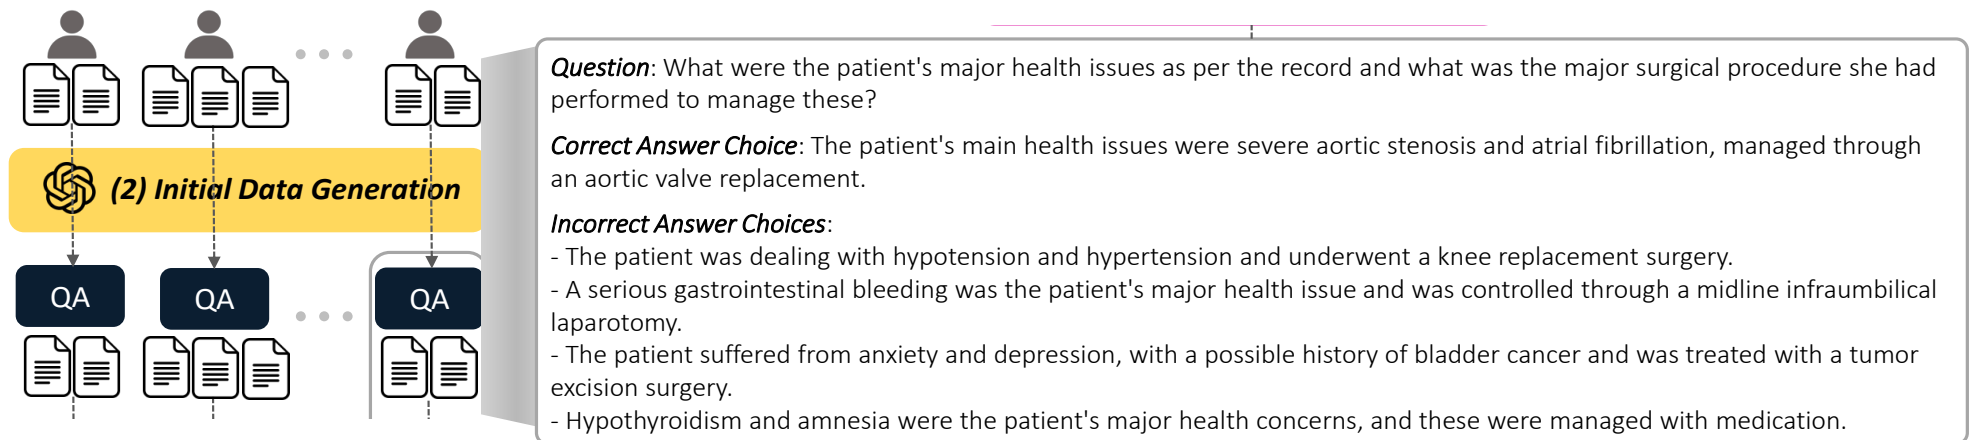 (2) Initial Data Generation
QA
QA
QA
Question: What were the patient's major health issues as per the record and what was the major surgical procedure she had
performed to manage these?
Correct Answer Choice: The patient's main health issues were severe aortic stenosis and atrial fibrillation, managed through
an aortic valve replacement.
Incorrect Answer Choices:
- The patient was dealing with hypotension and hypertension and underwent a knee replacement surgery.
- A serious gastrointestinal bleeding was the patient's major health issue and was controlled through a midline infraumbilical
laparotomy.
- The patient suffered from anxiety and depression, with a possible history of bladder cancer and was treated with a tumor
excision surgery.
- Hypothyroidism and amnesia were the patient's major health concerns, and these were managed with medication.